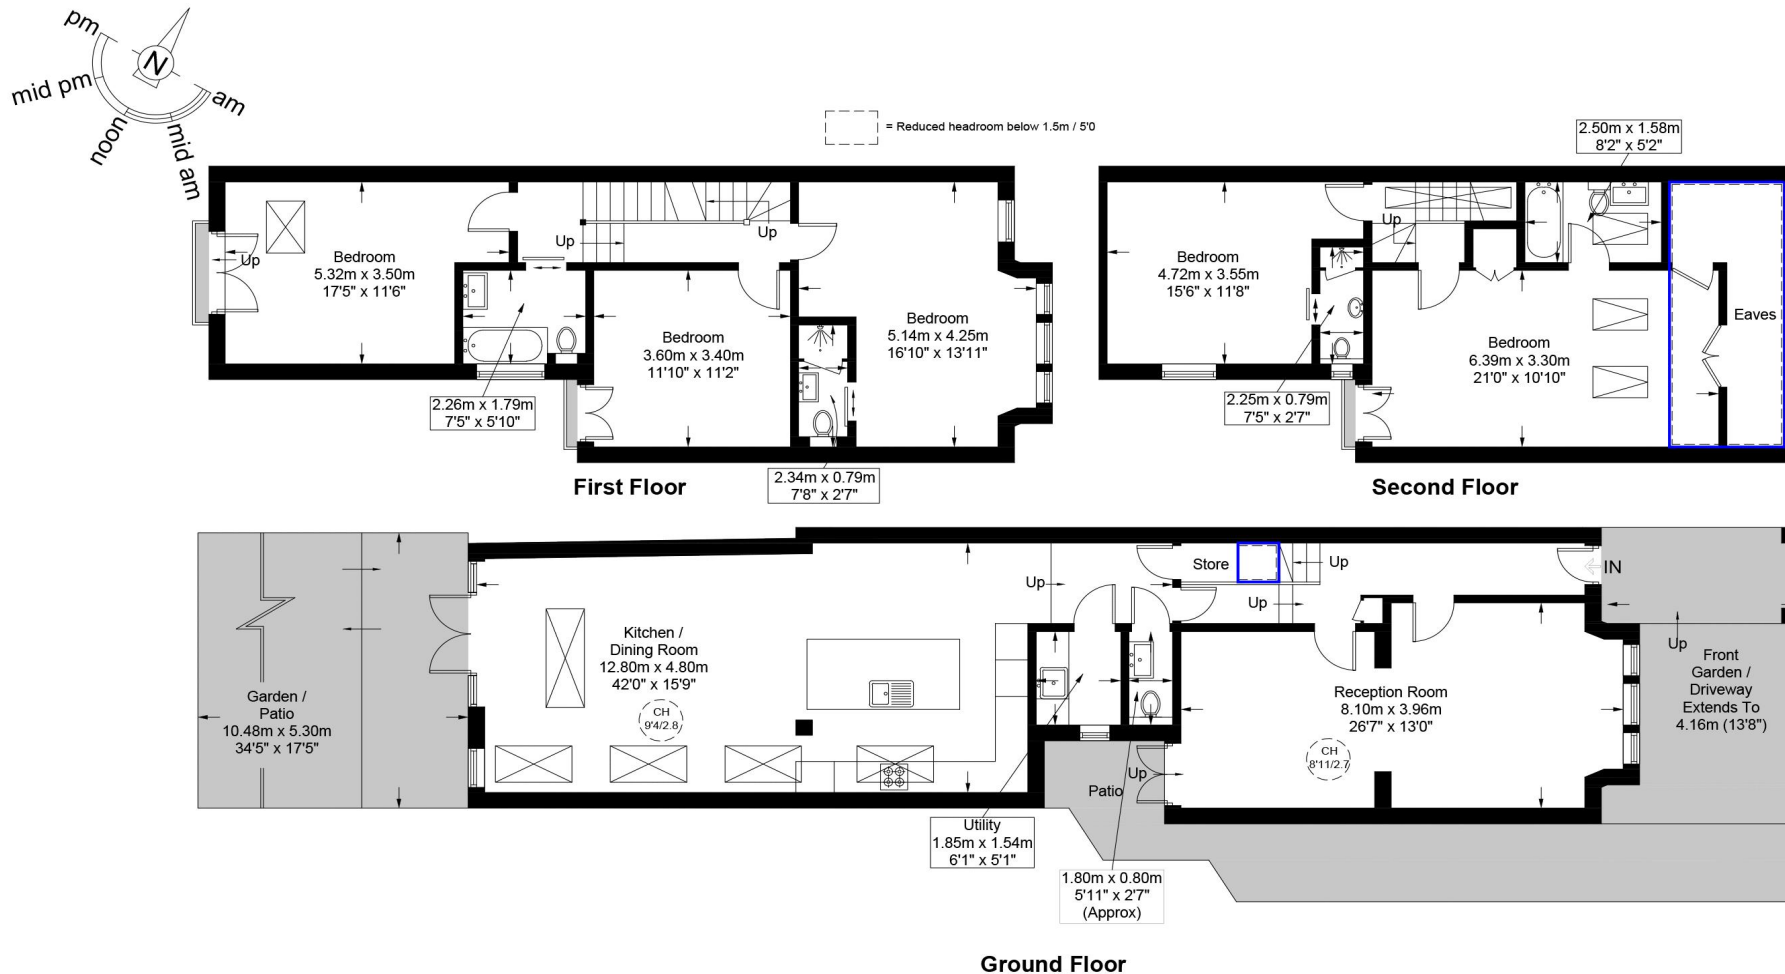 pm
mid pm
noon
mid am
am
N
= Reduced headroom below 1.5m / 5'0
Bedroom
5.32m x 3.50m
17'5" x 11'6"
Up
Up
Up
Bedroom
3.60m x 3.40m
11'10" x 11'2"
Bedroom
5.14m x 4.25m
16'10" x 13'11"
2.26m x 1.79m
7'5" x 5'10"
2.34m x 0.79m
7'8" x 2'7"
First Floor
2.50m x 1.58m
8'2" x 5'2"
Bedroom
4.72m x 3.55m
15'6" x 11'8"
Up
Bedroom
6.39m x 3.30m
21'0" x 10'10"
Eaves
2.25m x 0.79m
7'5" x 2'7"
Second Floor
Garden /
Patio
10.48m x 5.30m
34'5" x 17'5"
Kitchen /
Dining Room
12.80m x 4.80m
42'0" x 15'9"
CH
9'4/2.8
Up
Store
Up
Up
IN
Reception Room
8.10m x 3.96m
26'7" x 13'0"
CH
8'11/2.7
Up
Front
Garden /
Driveway
Extends To
4.16m (13'8")
Up
Patio
Utility
1.85m x 1.54m
6'1" x 5'1"
1.80m x 0.80m
5'11" x 2'7"
(Approx)
Ground Floor